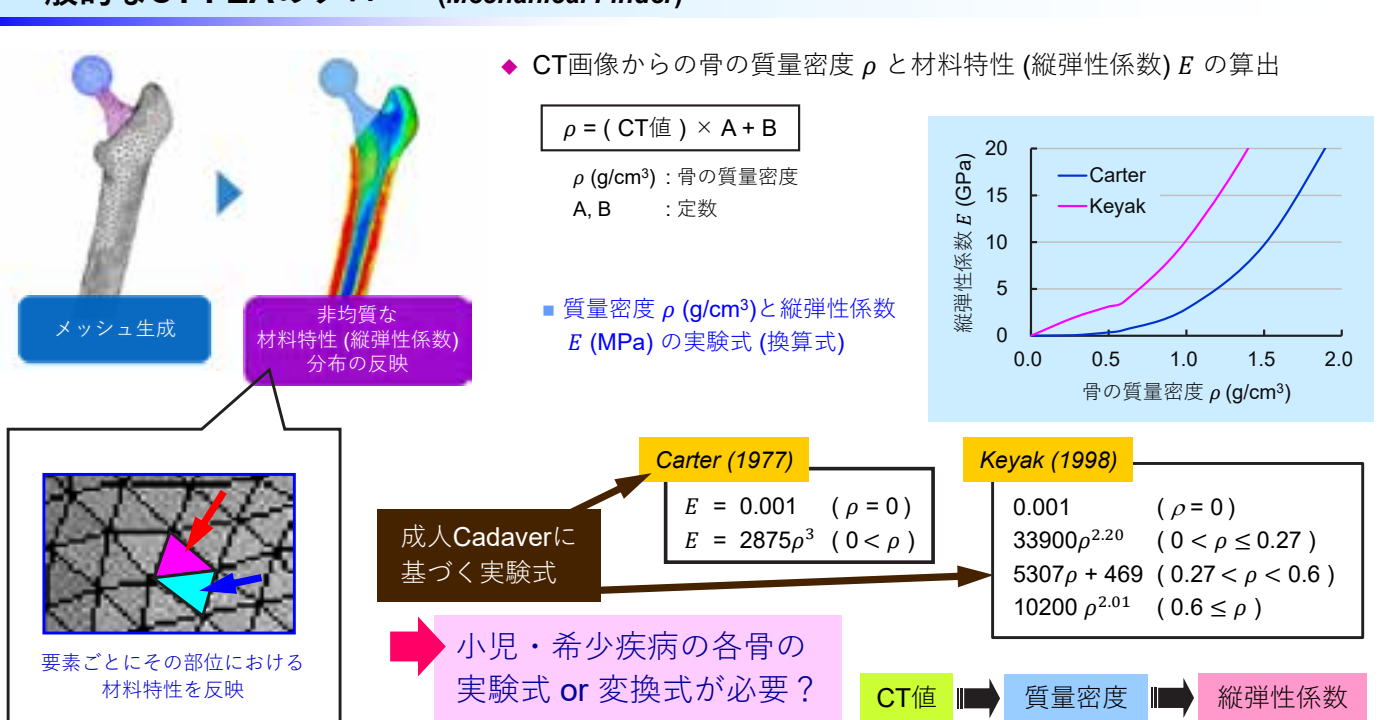 (Mechanical Finder)
◆ CT画像からの骨の質量密度 ρ と材料特性 (縦弾性係数) E の算出
ρ = ( CT値 ) × A + B
ρ (g/cm³) : 骨の質量密度
A, B : 定数
■ 質量密度 ρ (g/cm³)と縦弾性係数
E (MPa) の実験式 (換算式)
縦弾性係数 E (GPa)
20
15
10
5
0
Carter
Keyak
0.0 0.5 1.0 1.5 2.0
骨の質量密度 ρ (g/cm³)
メッシュ生成
非均質な
材料特性 (縦弾性係数)
分布の反映
要素ごとにその部位における
材料特性を反映
成人Cadaverに
基づく実験式
Carter (1977)
E = 0.001 ( ρ = 0 )
E = 2875ρ³ ( 0 < ρ )
Keyak (1998)
0.001 ( ρ = 0 )
33900ρ²·²⁰ ( 0 < ρ ≤ 0.27 )
5307ρ + 469 ( 0.27 < ρ < 0.6 )
10200 ρ²·⁰¹ ( 0.6 ≤ ρ )
小児・希少疾病の各骨の
実験式 or 変換式が必要？
CT値 質量密度 縦弾性係数